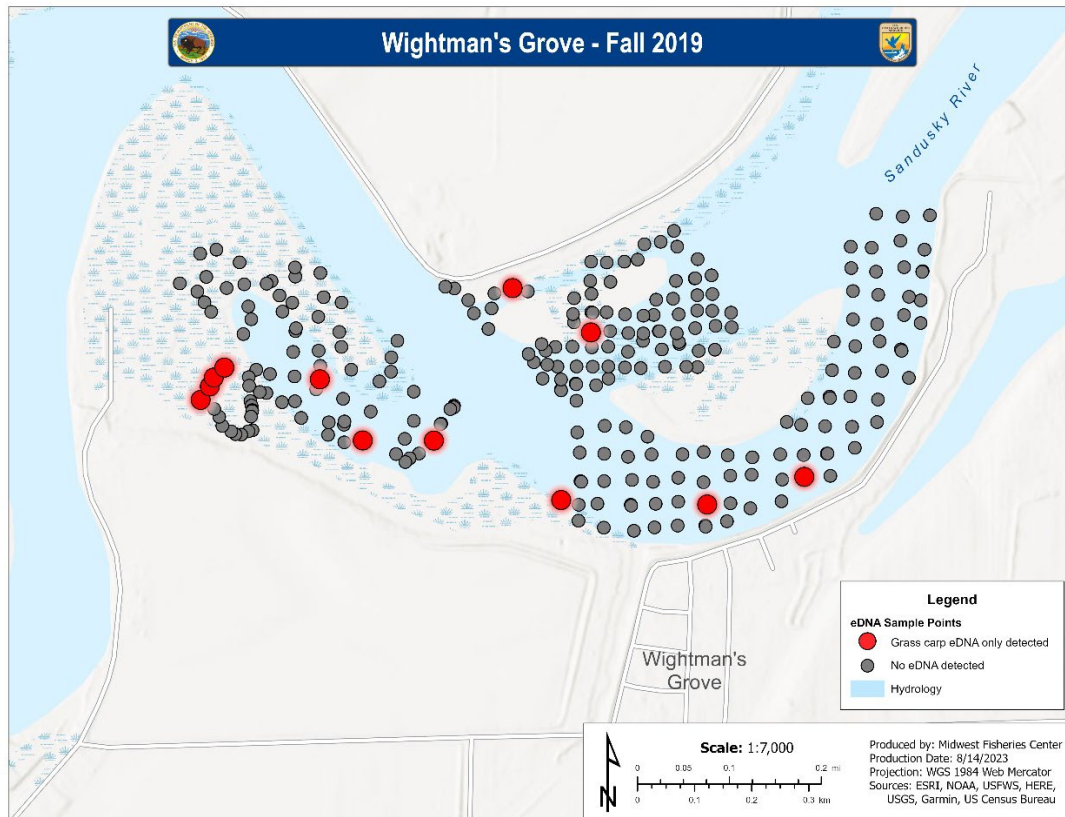 Wightman's Grove - Fall 2019
Sandusky River
Wightman's
Grove
Legend
eDNA Sample Points
Grass carp eDNA only detected
No eDNA detected
Hydrology
N
Scale: 1:7,000
0 0.05 0.1 0.2 mi
0 0.1 0.2 0.3 km
Produced by: Midwest Fisheries Center
Production Date: 8/14/2023
Projection: WGS 1984 Web Mercator
Sources: ESRI, NOAA, USFWS, HERE,
USGS, Garmin, US Census Bureau